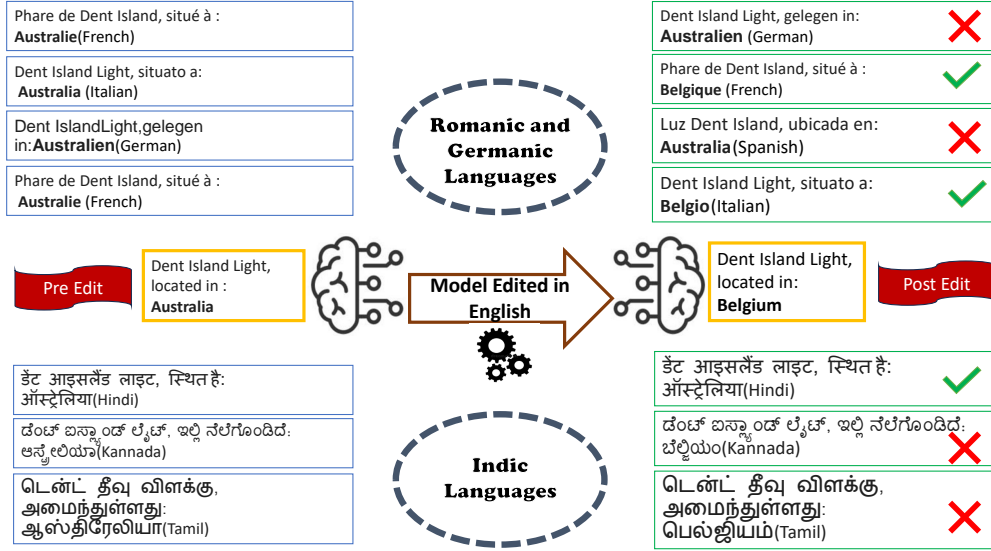 Phare de Dent Island, situé à :
Australie(French)
Dent Island Light, situato a:
Australia (Italian)
Dent IslandLight,gelegen
in:Australien(German)
Phare de Dent Island, situé à :
Australie (French)
Romanic and
Germanic
Languages
Dent Island Light, gelegen in:
Australien (German)
Phare de Dent Island, situé à :
Belgique (French)
Luz Dent Island, ubicada en:
Australia(Spanish)
Dent Island Light, situato a:
Belgio(Italian)
Pre Edit
Dent Island Light,
located in :
Australia
Model Edited in
English
Dent Island Light,
located in:
Belgium
Post Edit
डेंट आइसलैंड लाइट, स्थित है:
ऑस्ट्रेलिया(Hindi)
ಡೆಂಟ್ ಐಸ್ಲ್ಯಾಂಡ್ ಲೈಟ್, ಇಲ್ಲಿ ನೆಲೆಗೊಂಡಿದೆ:
ಆಸ್ಟ್ರೇಲಿಯಾ(Kannada)
டென்ட் தீவு விளக்கு,
அமைந்துள்ளது:
ஆஸ்திரேலியா(Tamil)
Indic
Languages
डेंट आइसलैंड लाइट, स्थित है:
ऑस्ट्रेलिया(Hindi)
ಡೆಂಟ್ ಐಸ್ಲ್ಯಾಂಡ್ ಲೈಟ್, ಇಲ್ಲಿ ನೆಲೆಗೊಂಡಿದೆ:
ಬೆಲ್ಜಿಯಂ(Kannada)
டென்ட் தீவு விளக்கு,
அமைந்துள்ளது:
பெல்ஜியம்(Tamil)